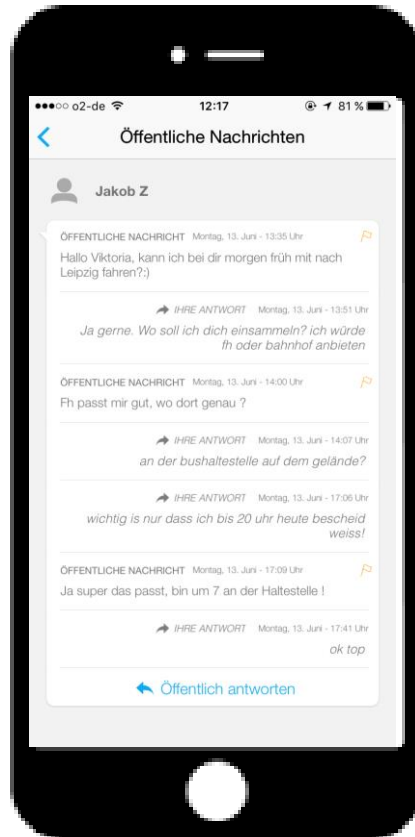 o2-de 12:17 81 %
Öffentliche Nachrichten
Jakob Z
ÖFFENTLICHE NACHRICHT Montag, 13. Juni - 13:35 Uhr
Hallo Viktoria, kann ich bei dir morgen früh mit nach
Leipzig fahren?:)
IHRE ANTWORT Montag, 13. Juni - 13:51 Uhr
Ja gerne. Wo soll ich dich einsammeln? ich würde
fh oder bahnhof anbieten
ÖFFENTLICHE NACHRICHT Montag, 13. Juni - 14:00 Uhr
Fh passt mir gut, wo dort genau ?
IHRE ANTWORT Montag, 13. Juni - 14:07 Uhr
an der bushaltestelle auf dem gelände?
IHRE ANTWORT Montag, 13. Juni - 17:06 Uhr
wichtig is nur dass ich bis 20 uhr heute bescheid
weiss!
ÖFFENTLICHE NACHRICHT Montag, 13. Juni - 17:09 Uhr
Ja super das passt, bin um 7 an der Haltestelle !
IHRE ANTWORT Montag, 13. Juni - 17:41 Uhr
ok top
Öffentlich antworten